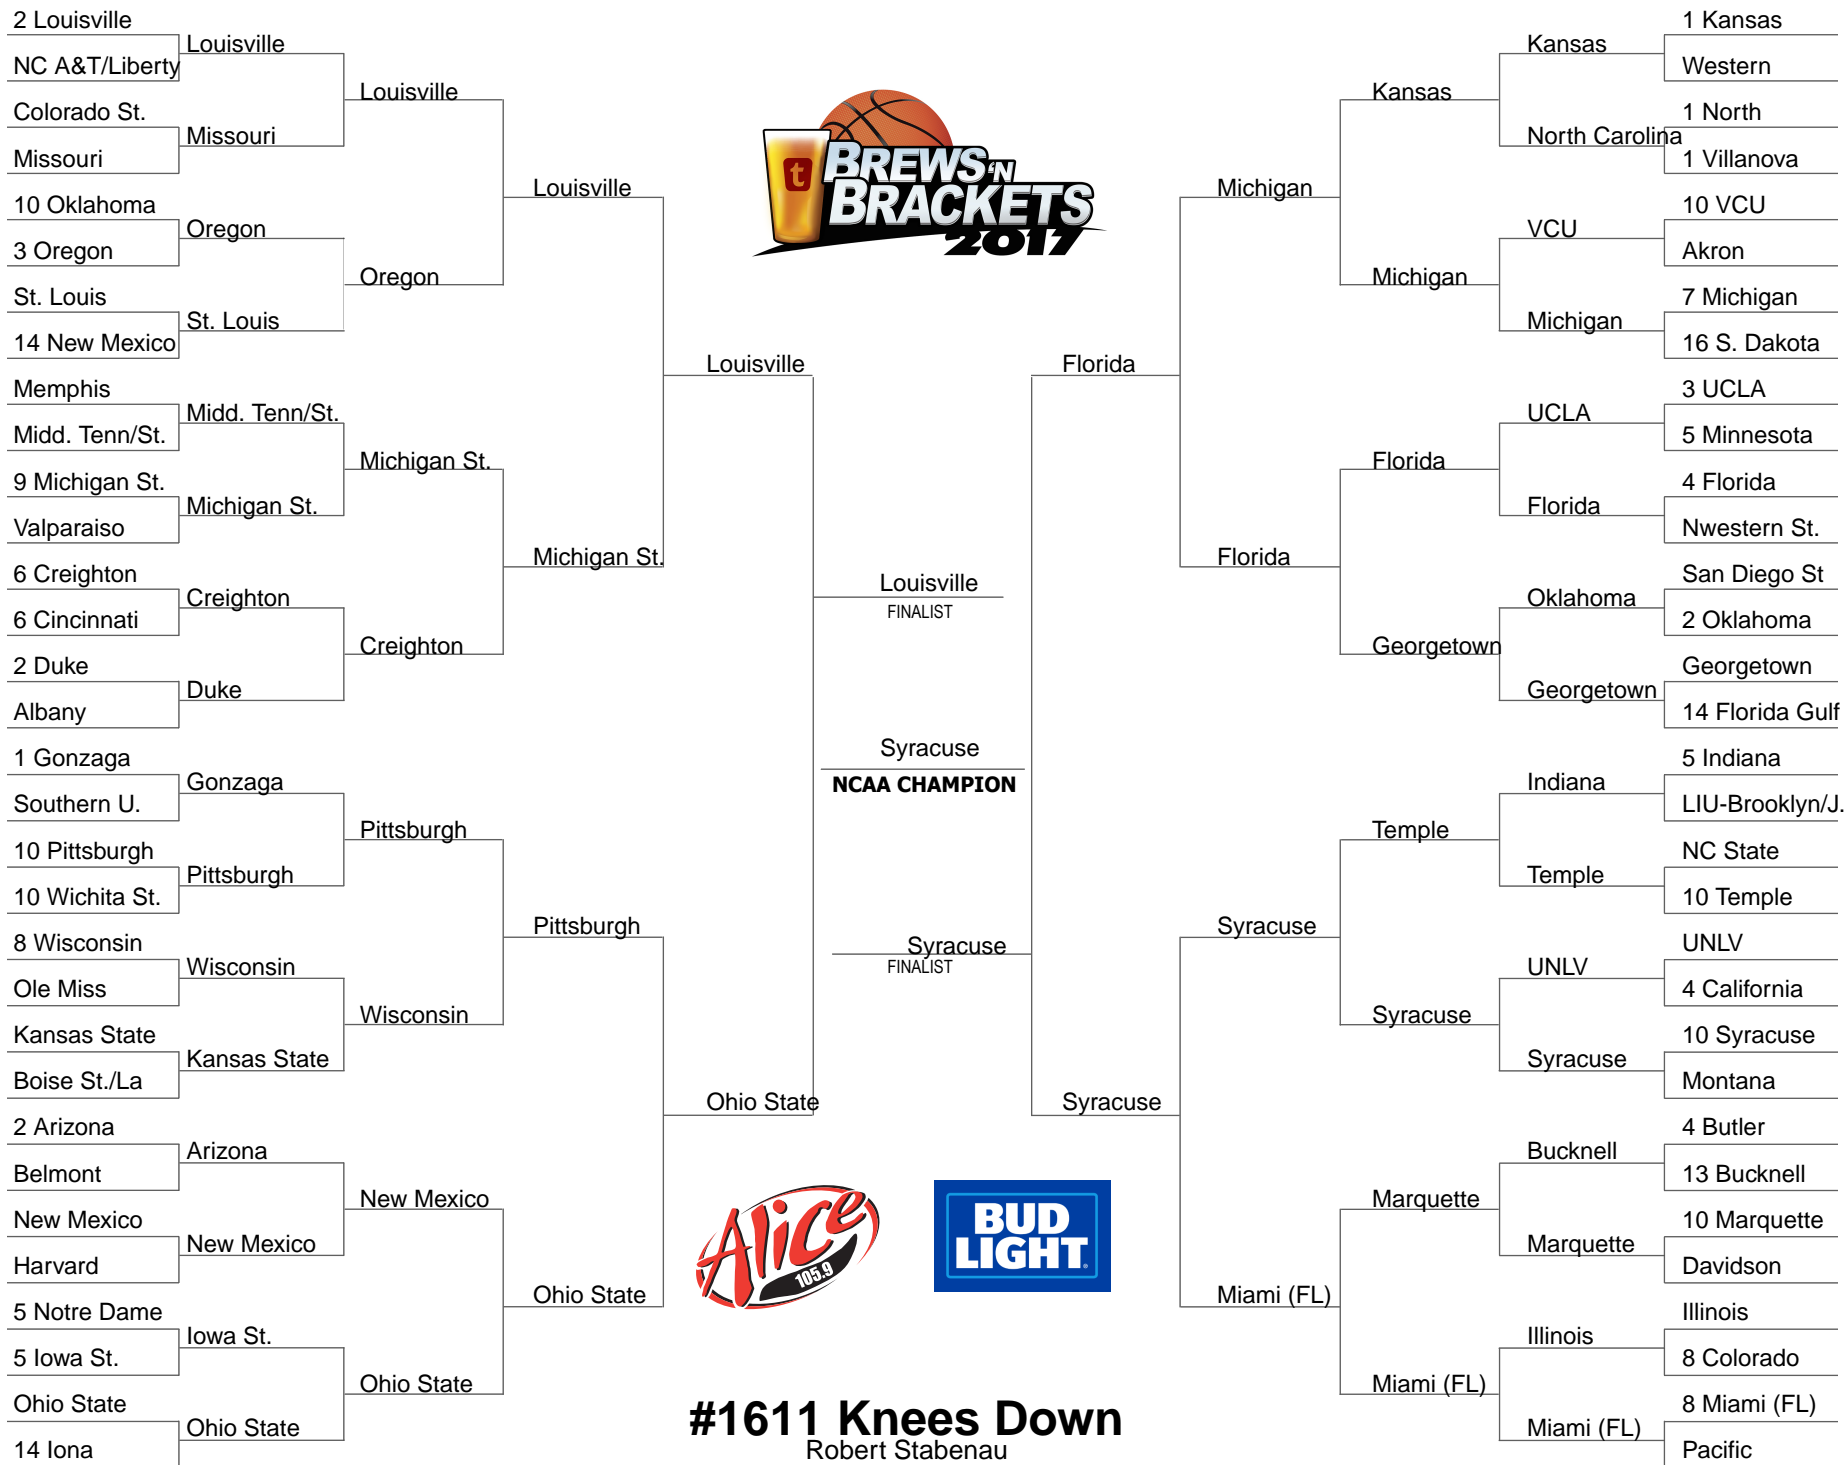 2 Louisville
NC A&T/Liberty
Colorado St.
Missouri
10 Oklahoma
3 Oregon
St. Louis
14 New Mexico
Memphis
Midd. Tenn/St.
9 Michigan St.
Valparaiso
6 Creighton
6 Cincinnati
2 Duke
Albany
1 Gonzaga
Southern U.
10 Pittsburgh
10 Wichita St.
8 Wisconsin
Ole Miss
Kansas State
Boise St./La
2 Arizona
Belmont
New Mexico
Harvard
5 Notre Dame
5 Iowa St.
Ohio State
14 Iona
Louisville
Missouri
Oregon
St. Louis
Midd. Tenn/St.
Michigan St.
Creighton
Duke
Gonzaga
Pittsburgh
Wisconsin
Kansas State
Arizona
New Mexico
Iowa St.
Ohio State
Louisville
Oregon
Michigan St.
Creighton
Pittsburgh
Wisconsin
New Mexico
Ohio State
Louisville
Michigan St.
Pittsburgh
Ohio State
Louisville
Ohio State
t
BREWS 'N
BRACKETS
2017
Louisville
FINALIST
Syracuse
NCAA CHAMPION
Syracuse
FINALIST
Alice
105.9
BUD
LIGHT
#1611 Knees Down
Robert Stabenau
Florida
Syracuse
Michigan
Florida
Syracuse
Miami (FL)
Kansas
Michigan
Florida
Georgetown
Temple
Syracuse
Marquette
Miami (FL)
Kansas
North Carolina
VCU
Michigan
UCLA
Florida
Oklahoma
Georgetown
Indiana
Temple
UNLV
Syracuse
Bucknell
Marquette
Illinois
Miami (FL)
1 Kansas
Western
1 North
1 Villanova
10 VCU
Akron
7 Michigan
16 S. Dakota
3 UCLA
5 Minnesota
4 Florida
Nwestern St.
San Diego St
2 Oklahoma
Georgetown
14 Florida Gulf
5 Indiana
LIU-Brooklyn/J.
NC State
10 Temple
UNLV
4 California
10 Syracuse
Montana
4 Butler
13 Bucknell
10 Marquette
Davidson
Illinois
8 Colorado
8 Miami (FL)
Pacific